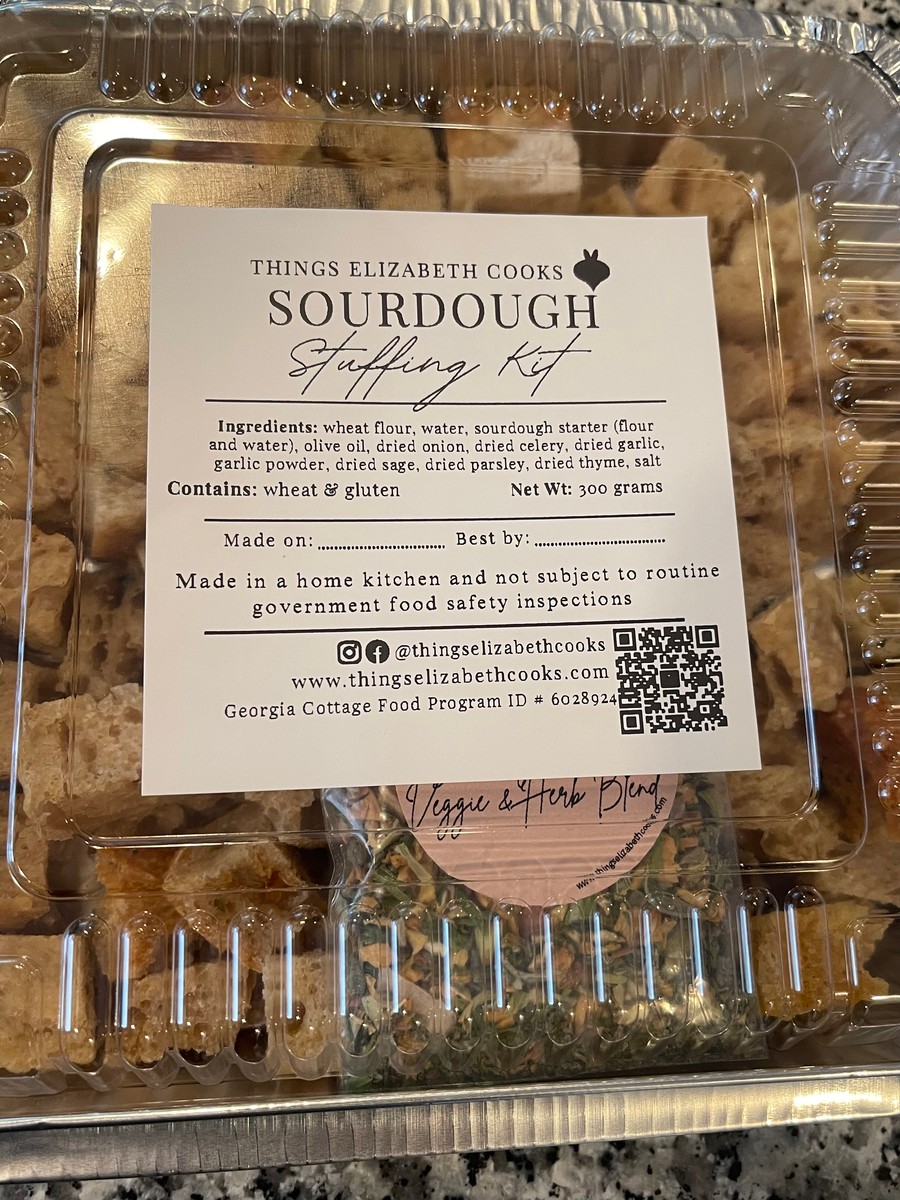 THINGS ELIZABETH COOKS
SOURDOUGH
Stuffing Kit
Ingredients: wheat flour, water, sourdough starter (flour
and water), olive oil, dried onion, dried celery, dried garlic,
garlic powder, dried sage, dried parsley, dried thyme, salt
Contains: wheat & gluten Net Wt: 300 grams
Made on: Best by:
Made in a home kitchen and not subject to routine
government food safety inspections
@thingselizabethcooks
www.thingselizabethcooks.com
Georgia Cottage Food Program ID # 6028924
Veggie & Herb Blend
www.thingselizabethcooks.com